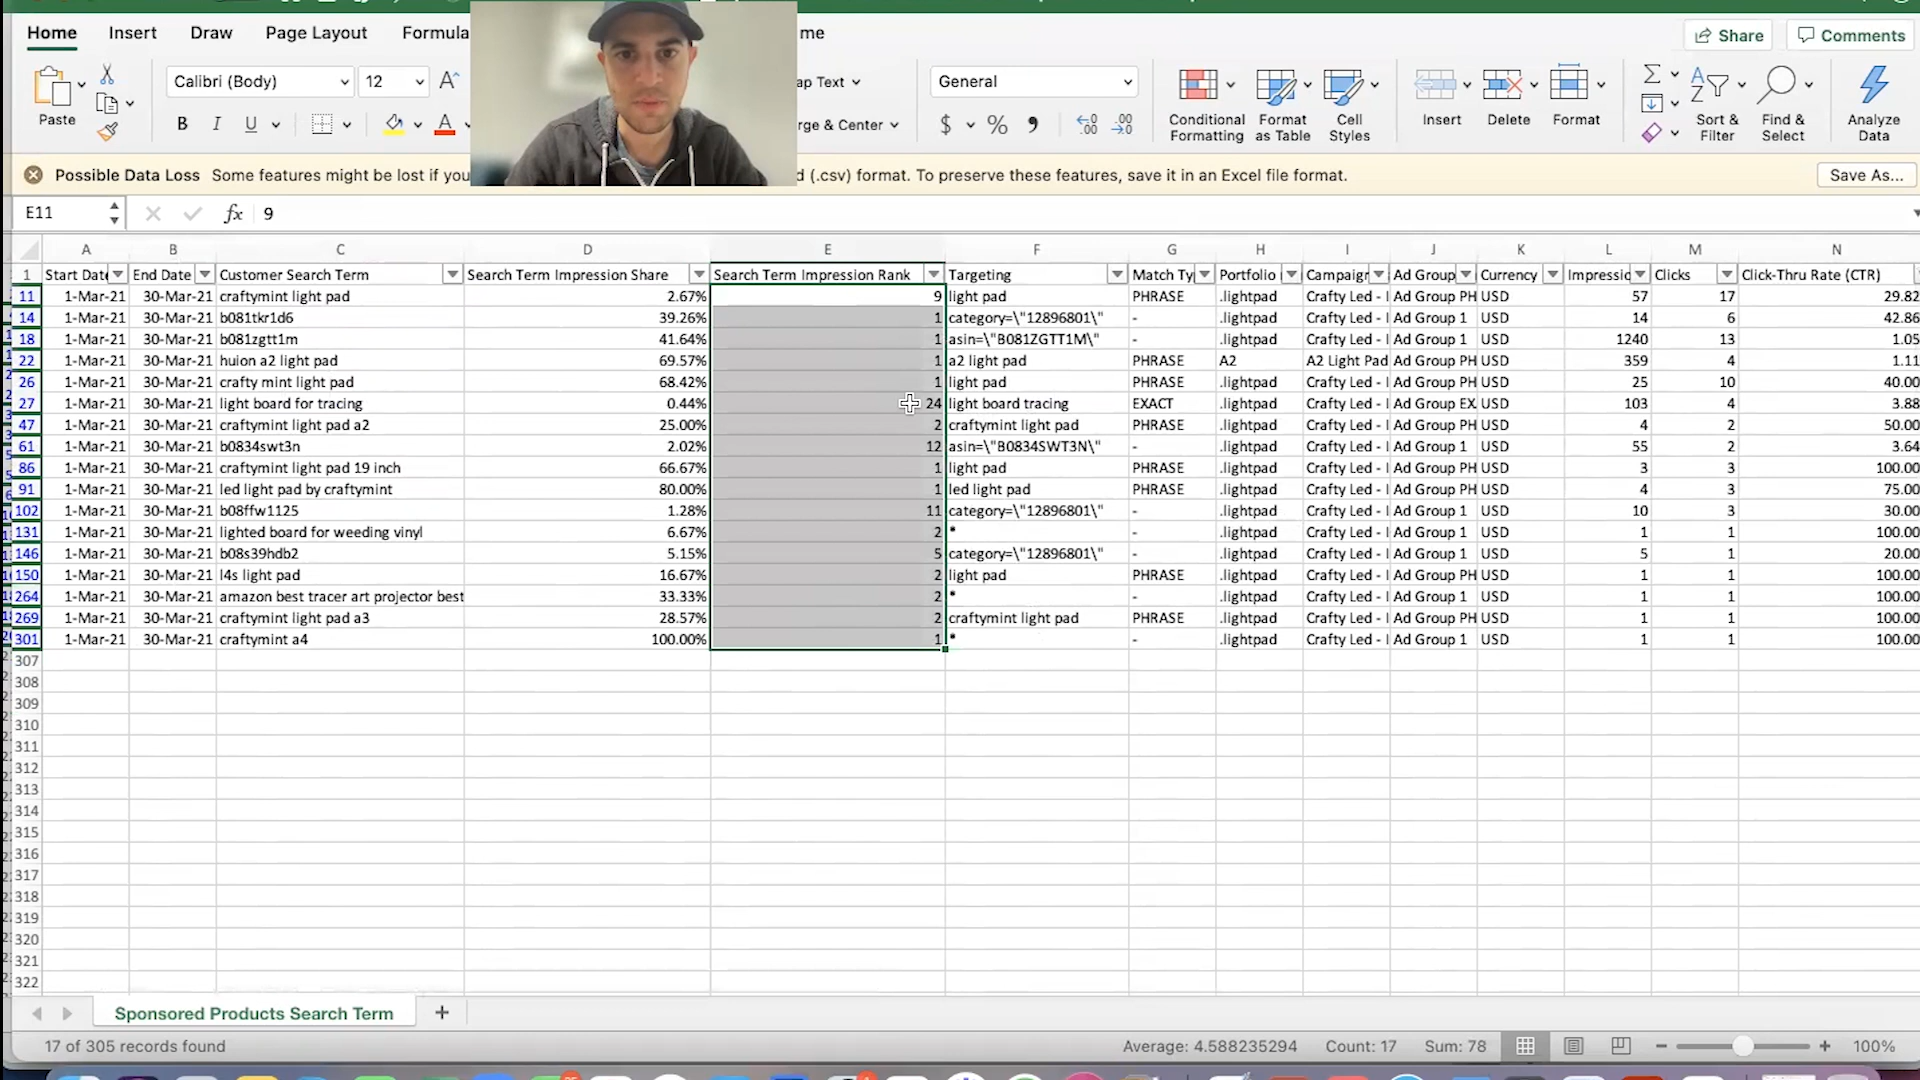 Home Insert Draw Page Layout Formula me Share Comments
Calibri (Body) 12 A^ ap Text General
Paste B I U A rge & Center $ % 9 .00 .00 Conditional Formatting Format as Table Cell Styles Insert Delete Format Sort & Filter Find & Select Analyze Data
Possible Data Loss Some features might be lost if you d (.csv) format. To preserve these features, save it in an Excel file format. Save As...
E11 fx 9
A B C D E F G H I J K L M N
1 Start Dat End Date Customer Search Term Search Term Impression Share Search Term Impression Rank Targeting Match Ty Portfolio Campaign Ad Group Currency Impressio Clicks Click-Thru Rate (CTR)
11 1-Mar-21 30-Mar-21 craftymint light pad 2.67% 9 light pad PHRASE .lightpad Crafty Led - Ad Group PH USD 57 17 29.82
14 1-Mar-21 30-Mar-21 b081tkr1d6 39.26% 1 category=\"12896801\" - .lightpad Crafty Led - Ad Group 1 USD 14 6 42.86
18 1-Mar-21 30-Mar-21 b081zgtt1m 41.64% 1 asin=\"B081ZGTT1M\" - .lightpad Crafty Led - Ad Group 1 USD 1240 13 1.05
22 1-Mar-21 30-Mar-21 huion a2 light pad 69.57% 1 a2 light pad PHRASE A2 A2 Light Pad Ad Group PH USD 359 4 1.11
26 1-Mar-21 30-Mar-21 crafty mint light pad 68.42% 1 light pad PHRASE .lightpad Crafty Led - Ad Group PH USD 25 10 40.00
27 1-Mar-21 30-Mar-21 light board for tracing 0.44% 24 light board tracing EXACT .lightpad Crafty Led - Ad Group EX USD 103 4 3.88
47 1-Mar-21 30-Mar-21 craftymint light pad a2 25.00% 2 craftymint light pad PHRASE .lightpad Crafty Led - Ad Group PH USD 4 2 50.00
61 1-Mar-21 30-Mar-21 b0834swt3n 2.02% 12 asin=\"B0834SWT3N\" - .lightpad Crafty Led - Ad Group 1 USD 55 2 3.64
86 1-Mar-21 30-Mar-21 craftymint light pad 19 inch 66.67% 1 light pad PHRASE .lightpad Crafty Led - Ad Group PH USD 3 3 100.00
91 1-Mar-21 30-Mar-21 led light pad by craftymint 80.00% 1 led light pad PHRASE .lightpad Crafty Led - Ad Group PH USD 4 3 75.00
102 1-Mar-21 30-Mar-21 b08ffw1125 1.28% 11 category=\"12896801\" - .lightpad Crafty Led - Ad Group 1 USD 10 3 30.00
131 1-Mar-21 30-Mar-21 lighted board for weeding vinyl 6.67% 2 * - .lightpad Crafty Led - Ad Group 1 USD 1 1 100.00
146 1-Mar-21 30-Mar-21 b08s39hdb2 5.15% 5 category=\"12896801\" - .lightpad Crafty Led - Ad Group 1 USD 5 1 20.00
150 1-Mar-21 30-Mar-21 l4s light pad 16.67% 2 light pad PHRASE .lightpad Crafty Led - Ad Group PH USD 1 1 100.00
264 1-Mar-21 30-Mar-21 amazon best tracer art projector best 33.33% 2 * - .lightpad Crafty Led - Ad Group 1 USD 1 1 100.00
269 1-Mar-21 30-Mar-21 craftymint light pad a3 28.57% 2 craftymint light pad PHRASE .lightpad Crafty Led - Ad Group PH USD 1 1 100.00
301 1-Mar-21 30-Mar-21 craftymint a4 100.00% 1 * - .lightpad Crafty Led - Ad Group 1 USD 1 1 100.00
307
308
309
310
311
312
313
314
315
316
317
318
319
320
321
322
Sponsored Products Search Term +
17 of 305 records found Average: 4.588235294 Count: 17 Sum: 78 100%